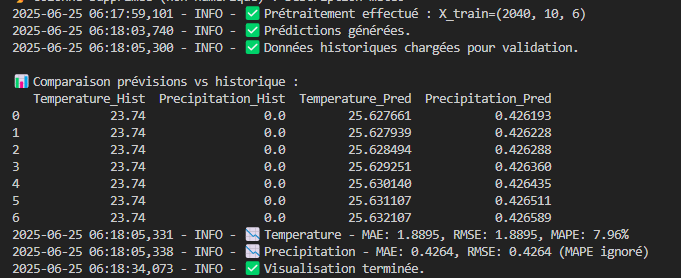 2025-06-25 06:17:59,101 - INFO - ✅ Prétraitement effectué : X_train=(2040, 10, 6)
2025-06-25 06:18:03,740 - INFO - ✅ Prédictions générées.
2025-06-25 06:18:05,300 - INFO - ✅ Données historiques chargées pour validation.
📊 Comparaison prévisions vs historique :
Temperature_Hist Precipitation_Hist Temperature_Pred Precipitation_Pred
0 23.74 0.0 25.627661 0.426193
1 23.74 0.0 25.627939 0.426228
2 23.74 0.0 25.628494 0.426288
3 23.74 0.0 25.629251 0.426360
4 23.74 0.0 25.630140 0.426435
5 23.74 0.0 25.631107 0.426511
6 23.74 0.0 25.632107 0.426589
2025-06-25 06:18:05,331 - INFO - 📉 Temperature - MAE: 1.8895, RMSE: 1.8895, MAPE: 7.96%
2025-06-25 06:18:05,338 - INFO - 📉 Precipitation - MAE: 0.4264, RMSE: 0.4264 (MAPE ignoré)
2025-06-25 06:18:34,073 - INFO - ✅ Visualisation terminée.